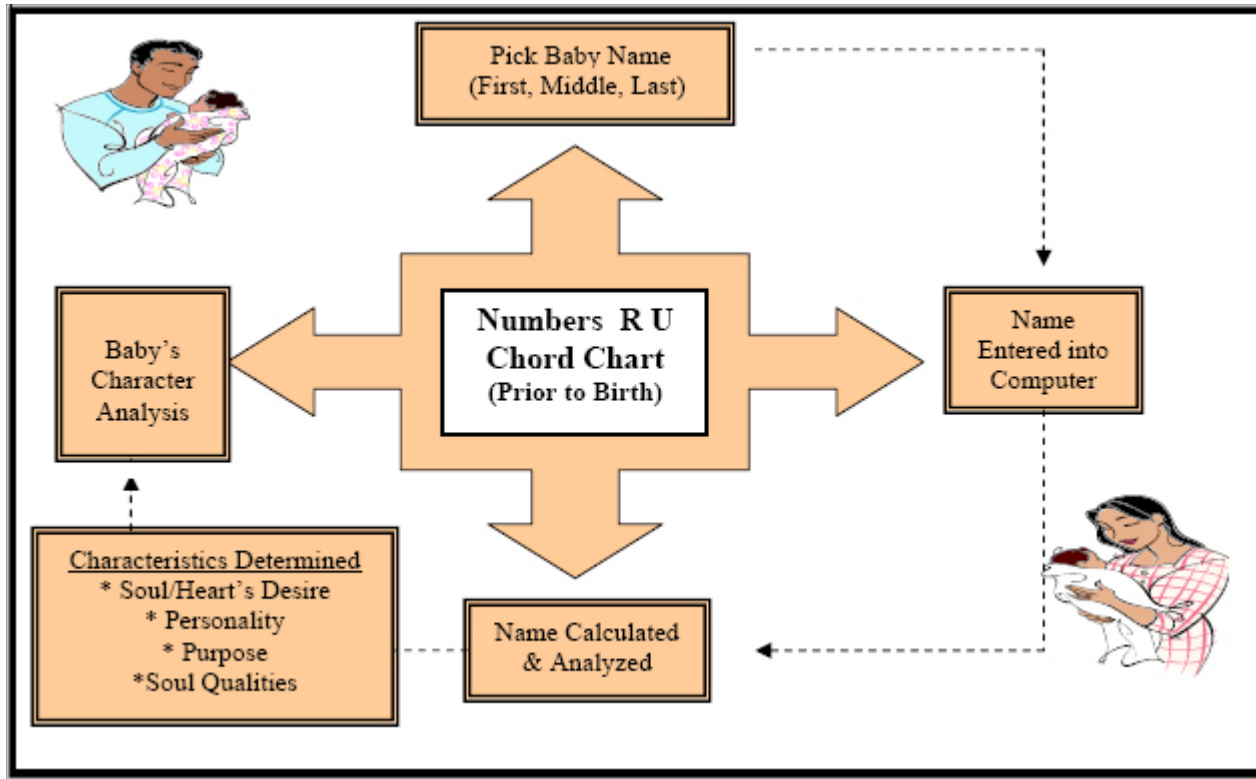 Pick Baby Name
(First, Middle, Last)
Numbers R U
Chord Chart
(Prior to Birth)
Name
Entered into
Computer
Name Calculated
& Analyzed
Characteristics Determined
* Soul/Heart’s Desire
* Personality
* Purpose
*Soul Qualities
Baby’s
Character
Analysis